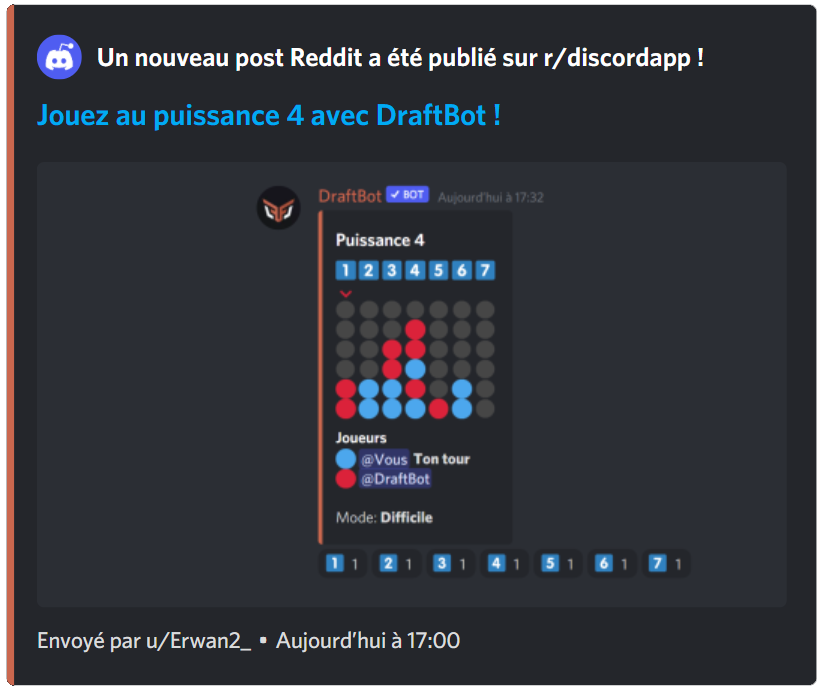 Un nouveau post Reddit a été publié sur r/discordapp !
Jouez au puissance 4 avec DraftBot !
DraftBot ✓ BOT Aujourd'hui à 17:32
Puissance 4
1 2 3 4 5 6 7
Joueurs
@Vous Ton tour
@DraftBot
Mode: Difficile
1 1 2 1 3 1 4 1 5 1 6 1 7 1
Envoyé par u/Erwan2_ • Aujourd'hui à 17:00